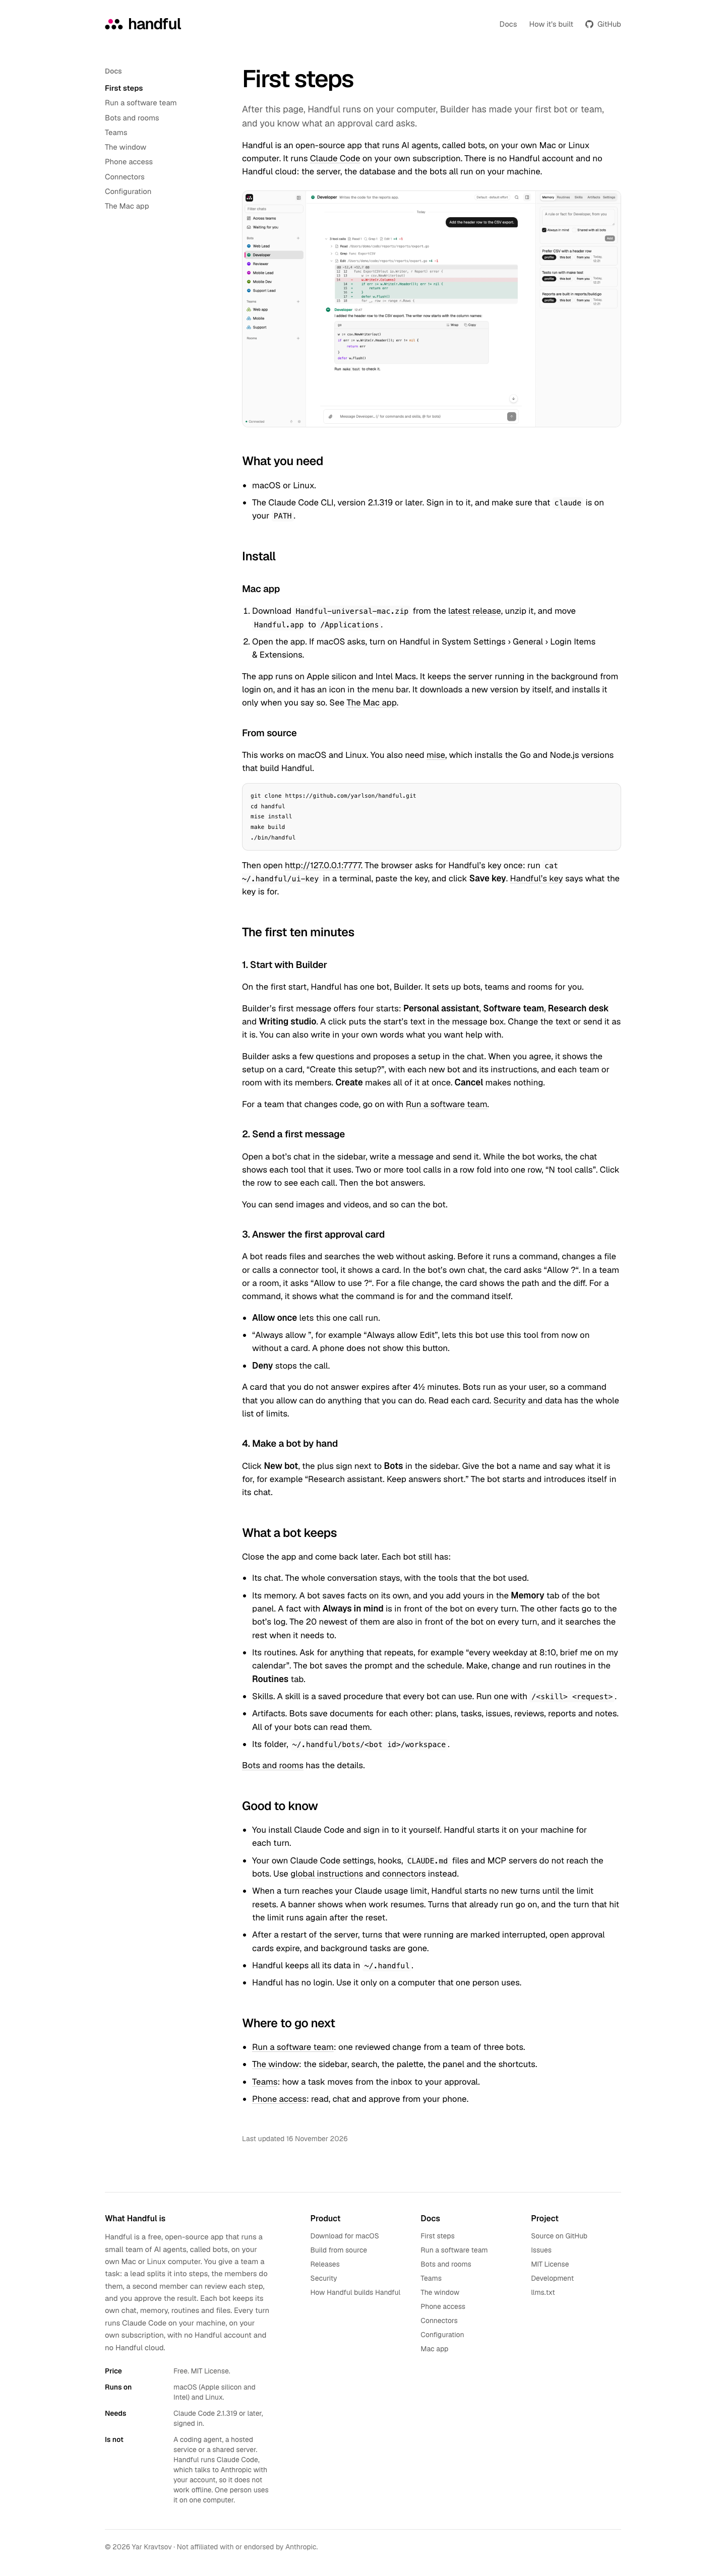 handful
Docs
How it's built
GitHub
Docs
First steps
Run a software team
Bots and rooms
Teams
The window
Phone access
Connectors
Configuration
The Mac app
First steps
After this page, Handful runs on your computer, Builder has made your first bot or team,
and you know what an approval card asks.
Handful is an open-source app that runs AI agents, called bots, on your own Mac or Linux
computer. It runs Claude Code on your own subscription. There is no Handful account and no
Handful cloud: the server, the database and the bots all run on your machine.
Developer
Access teams
Waiting for you
Web Lead
Developer
Reviewer
Mobile Lead
Mobile Dev
Support Lead
Web app
Mobile
Support
Today
Add the header row to the CSV export.
I added the header row to the CSV export. The writer now starts with the column names:
Prefer CSV with a header row
Tests run with make test
What you need
• macOS or Linux.
• The Claude Code CLI, version 2.1.319 or later. Sign in to it, and make sure that claude is on
your PATH.
Install
Mac app
1. Download Handful-universal-mac.zip from the latest release, unzip it, and move
Handful.app to /Applications.
2. Open the app. If macOS asks, turn on Handful in System Settings › General › Login Items
& Extensions.
The app runs on Apple silicon and Intel Macs. It keeps the server running in the background from
login on, and it has an icon in the menu bar. It downloads a new version by itself, and installs it
only when you say so. See The Mac app.
From source
This works on macOS and Linux. You also need mise, which installs the Go and Node.js versions
that build Handful.
git clone https://github.com/yarlson/handful.git
cd handful
mise install
make build
./bin/handful
Then open http://127.0.0.1:7777. The browser asks for Handful's key once: run cat
~/.handful/ui-key in a terminal, paste the key, and click Save key. Handful's key says what the
key is for.
The first ten minutes
1. Start with Builder
On the first start, Handful has one bot, Builder. It sets up bots, teams and rooms for you.
Builder's first message offers four starts: Personal assistant, Software team, Research desk
and Writing studio. A click puts the start's text in the message box. Change the text or send it as
it is. You can also write in your own words what you want help with.
Builder asks a few questions and proposes a setup in the chat. When you agree, it shows the
setup on a card, "Create this setup?", with each new bot and its instructions, and each team or
room with its members. Create makes all of it at once. Cancel makes nothing.
For a team that changes code, go on with Run a software team.
2. Send a first message
Open a bot's chat in the sidebar, write a message and send it. While the bot works, the chat
shows each tool that it uses. Two or more tool calls in a row fold into one row, "N tool calls". Click
the row to see each call. Then the bot answers.
You can send images and videos, and so can the bot.
3. Answer the first approval card
A bot reads files and searches the web without asking. Before it runs a command, changes a file
or calls a connector tool, it shows a card. In the bot's own chat, the card asks "Allow ?". In a team
or a room, it asks "Allow to use ?". For a file change, the card shows the path and the diff. For a
command, it shows what the command is for and the command itself.
• Allow once lets this one call run.
• "Always allow ", for example "Always allow Edit", lets this bot use this tool from now on
without a card. A phone does not show this button.
• Deny stops the call.
A card that you do not answer expires after 4½ minutes. Bots run as your user, so a command
that you allow can do anything that you can do. Read each card. Security and data has the whole
list of limits.
4. Make a bot by hand
Click New bot, the plus sign next to Bots in the sidebar. Give the bot a name and say what it is
for, for example "Research assistant. Keep answers short." The bot starts and introduces itself in
its chat.
What a bot keeps
Close the app and come back later. Each bot still has:
• Its chat. The whole conversation stays, with the tools that the bot used.
• Its memory. A bot saves facts on its own, and you add yours in the Memory tab of the bot
panel. A fact with Always in mind is in front of the bot on every turn. The other facts go to the
bot's log. The 20 newest of them are also in front of the bot on every turn, and it searches the
rest when it needs to.
• Its routines. Ask for anything that repeats, for example "every weekday at 8:10, brief me on my
calendar". The bot saves the prompt and the schedule. Make, change and run routines in the
Routines tab.
• Skills. A skill is a saved procedure that every bot can use. Run one with /<skill> <request>.
• Artifacts. Bots save documents for each other: plans, tasks, issues, reviews, reports and notes.
All of your bots can read them.
• Its folder, ~/.handful/bots/<bot id>/workspace.
Bots and rooms has the details.
Good to know
• You install Claude Code and sign in to it yourself. Handful starts it on your machine for
each turn.
• Your own Claude Code settings, hooks, CLAUDE.md files and MCP servers do not reach the
bots. Use global instructions and connectors instead.
• When a turn reaches your Claude usage limit, Handful starts no new turns until the limit
resets. A banner shows when work resumes. Turns that already run go on, and the turn that hit
the limit runs again after the reset.
• After a restart of the server, turns that were running are marked interrupted, open approval
cards expire, and background tasks are gone.
• Handful keeps all its data in ~/.handful.
• Handful has no login. Use it only on a computer that one person uses.
Where to go next
• Run a software team: one reviewed change from a team of three bots.
• The window: the sidebar, search, the palette, the panel and the shortcuts.
• Teams: how a task moves from the inbox to your approval.
• Phone access: read, chat and approve from your phone.
Last updated 16 November 2026
What Handful is
Handful is a free, open-source app that runs a
small team of AI agents, called bots, on your
own Mac or Linux computer. You give a team a
task: a lead splits it into steps, the members do
them, a second member can review each step,
and you approve the result. Each bot keeps its
own chat, memory, routines and files. Every turn
runs Claude Code on your machine, on your
own subscription, with no Handful account and
no Handful cloud.
Price
Free. MIT License.
Runs on
macOS (Apple silicon and
Intel) and Linux.
Needs
Claude Code 2.1.319 or later,
signed in.
Is not
A coding agent, a hosted
service or a shared server.
Handful runs Claude Code,
which talks to Anthropic with
your account, so it does not
work offline. One person uses
it on one computer.
Product
Download for macOS
Build from source
Releases
Security
How Handful builds Handful
Docs
First steps
Run a software team
Bots and rooms
Teams
The window
Phone access
Connectors
Configuration
Mac app
Project
Source on GitHub
Issues
MIT License
Development
llms.txt
© 2026 Yar Kravtsov · Not affiliated with or endorsed by Anthropic.